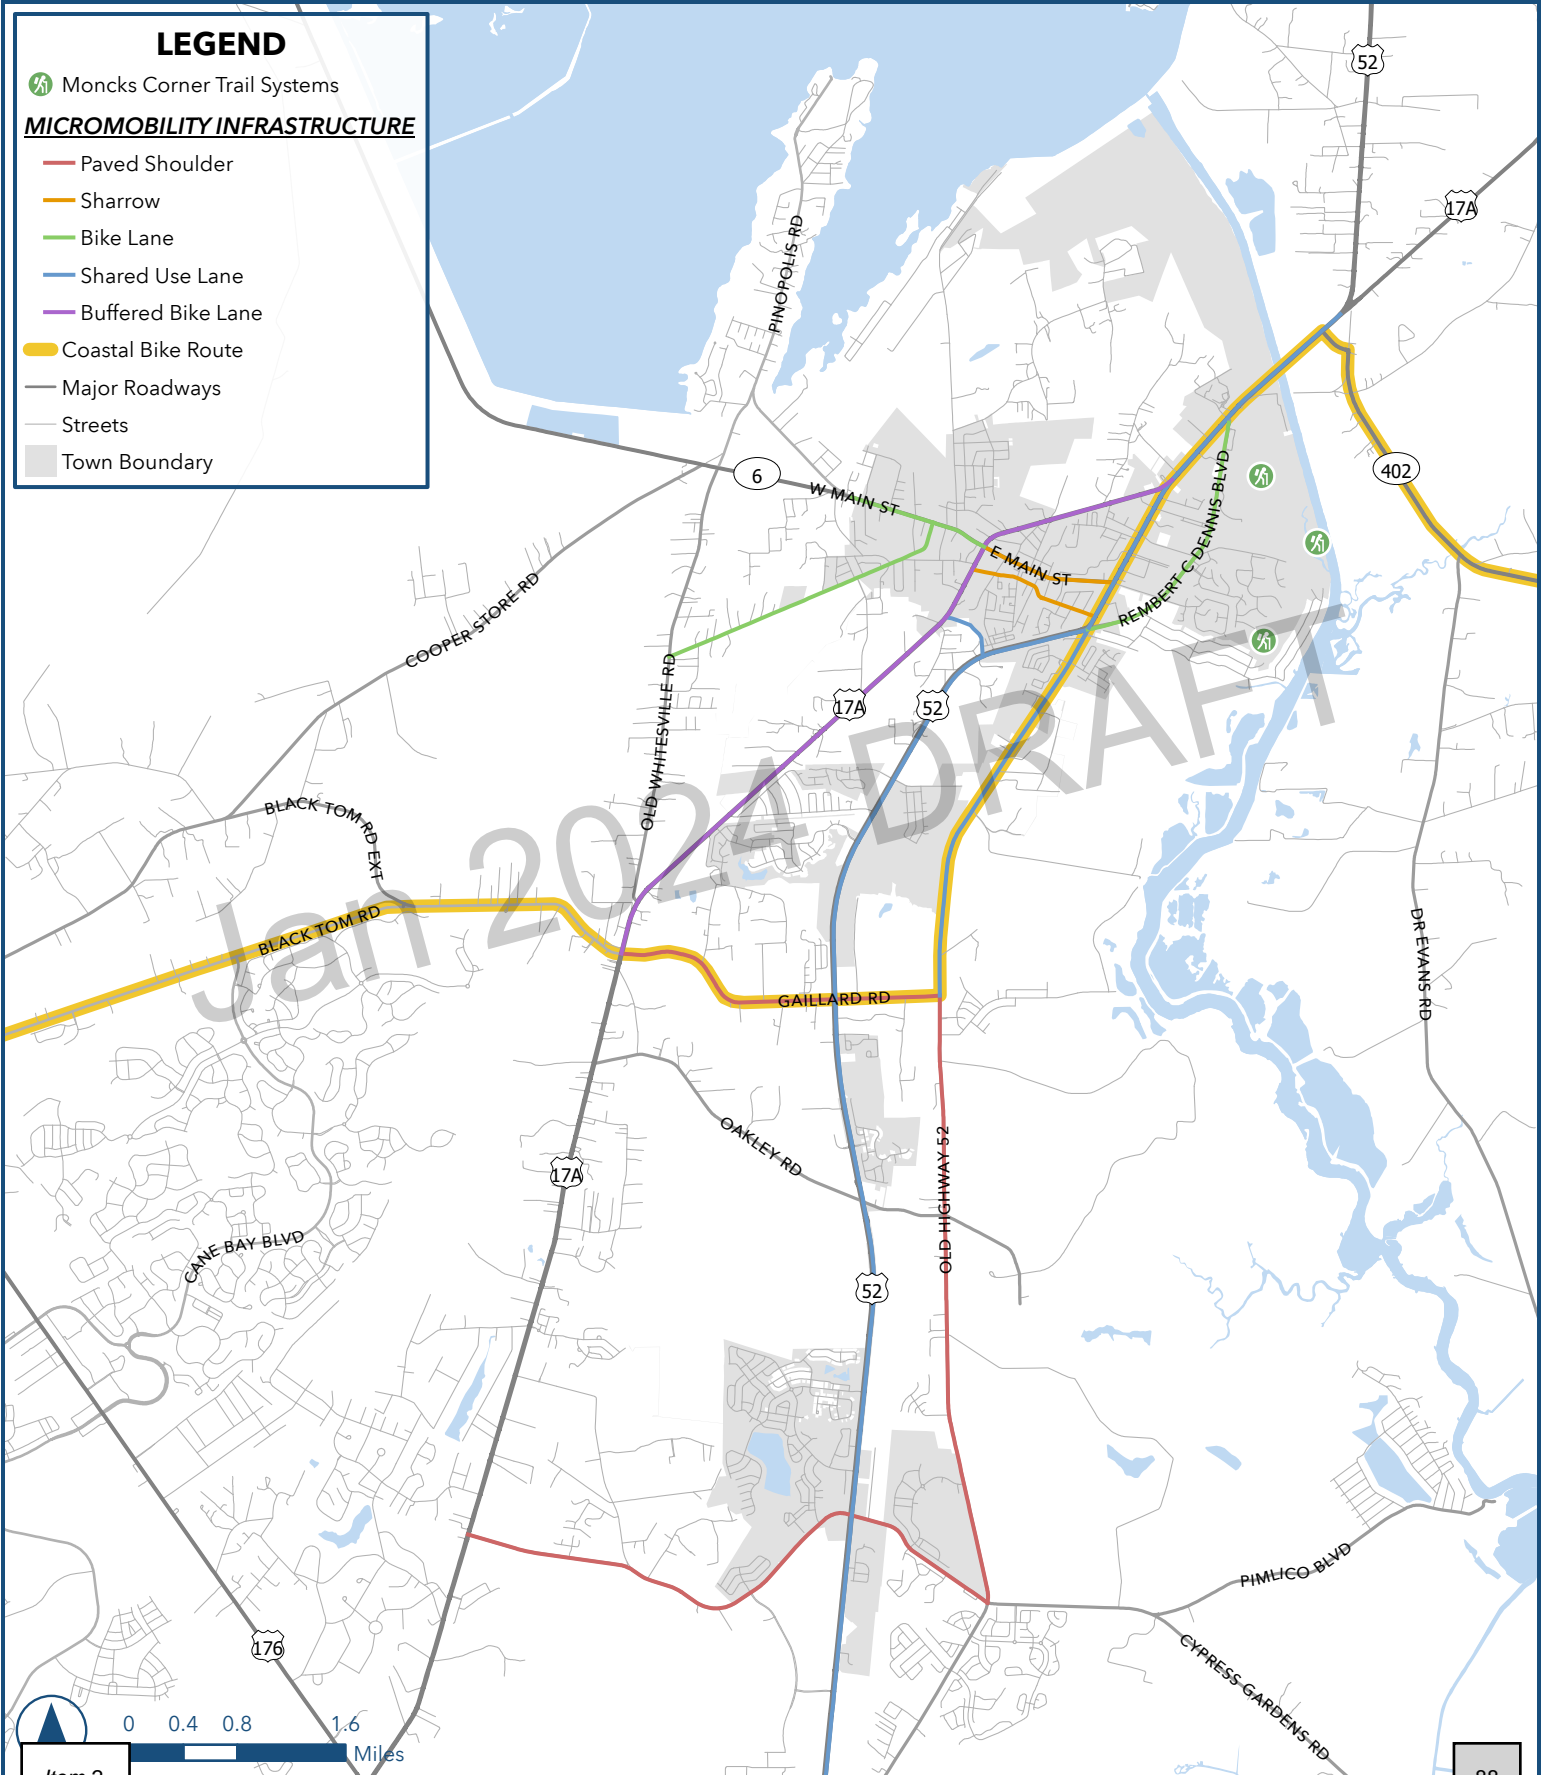 LEGEND
Moncks Corner Trail Systems
MICROMOBILITY INFRASTRUCTURE
Paved Shoulder
Sharrow
Bike Lane
Shared Use Lane
Buffered Bike Lane
Coastal Bike Route
Major Roadways
Streets
Town Boundary
52
17A
PINOPOLIS RD
6
402
W MAIN ST
E MAIN ST
REMBERT C DENNIS BLVD
COOPER STORE RD
OLD WHITESVILLE RD
17A
52
BLACK TOM RD EXT
BLACK TOM RD
Jan 2024 DRAFT
GAILLARD RD
DR EVANS RD
OAKLEY RD
OLD HIGHWAY 52
17A
CANE BAY BLVD
52
PIMLICO BLVD
CYPRESS GARDENS RD
176
0 0.4 0.8 1.6
Miles